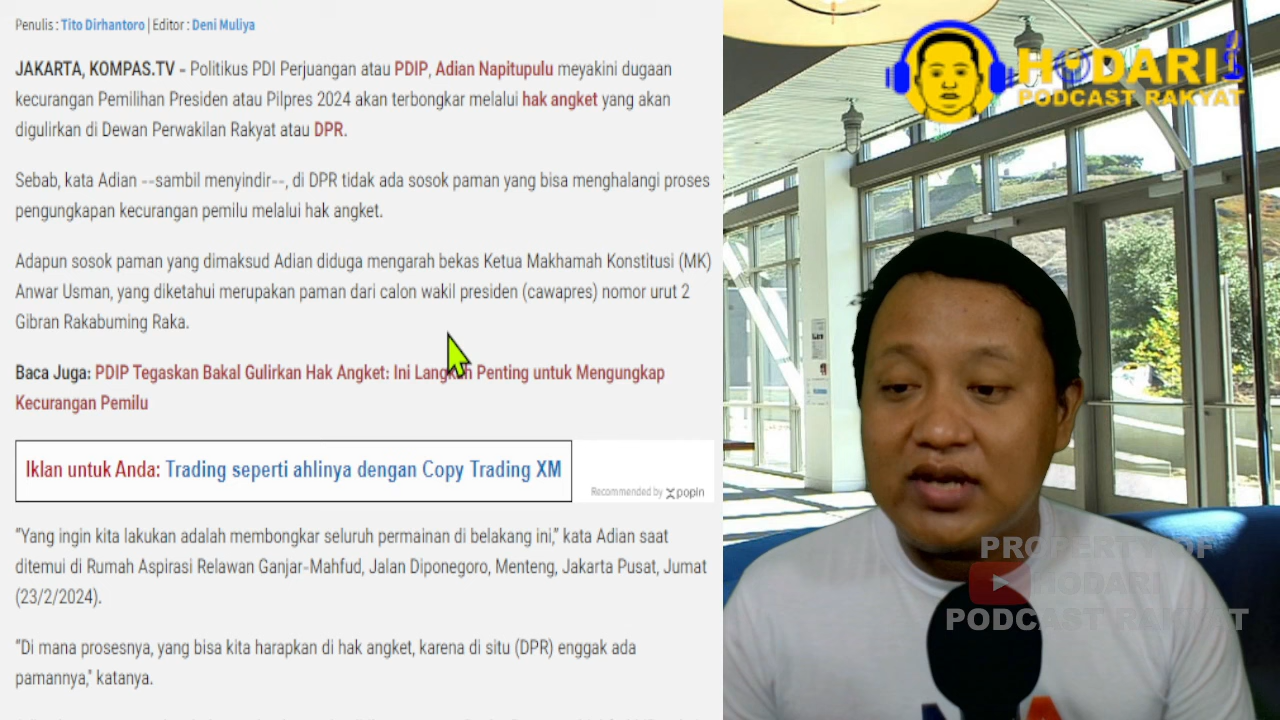 Penulis : Tito Dirhantoro | Editor : Deni Muliya
JAKARTA, KOMPAS.TV – Politikus PDI Perjuangan atau PDIP, Adian Napitupulu meyakini dugaan
kecurangan Pemilihan Presiden atau Pilpres 2024 akan terbongkar melalui hak angket yang akan
digulirkan di Dewan Perwakilan Rakyat atau DPR.
Sebab, kata Adian --sambil menyindir--, di DPR tidak ada sosok paman yang bisa menghalangi proses
pengungkapan kecurangan pemilu melalui hak angket.
Adapun sosok paman yang dimaksud Adian diduga mengarah bekas Ketua Makhamah Konstitusi (MK)
Anwar Usman, yang diketahui merupakan paman dari calon wakil presiden (cawapres) nomor urut 2
Gibran Rakabuming Raka.
Baca Juga: PDIP Tegaskan Bakal Gulirkan Hak Angket: Ini Langkah Penting untuk Mengungkap
Kecurangan Pemilu
Iklan untuk Anda: Trading seperti ahlinya dengan Copy Trading XM
Recommended by popIn
“Yang ingin kita lakukan adalah membongkar seluruh permainan di belakang ini,” kata Adian saat
ditemui di Rumah Aspirasi Relawan Ganjar-Mahfud, Jalan Diponegoro, Menteng, Jakarta Pusat, Jumat
(23/2/2024).
“Di mana prosesnya, yang bisa kita harapkan di hak angket, karena di situ (DPR) enggak ada
pamannya,” katanya.
HODARI
PODCAST RAKYAT
PROPERTY OF
HODARI
PODCAST RAKYAT